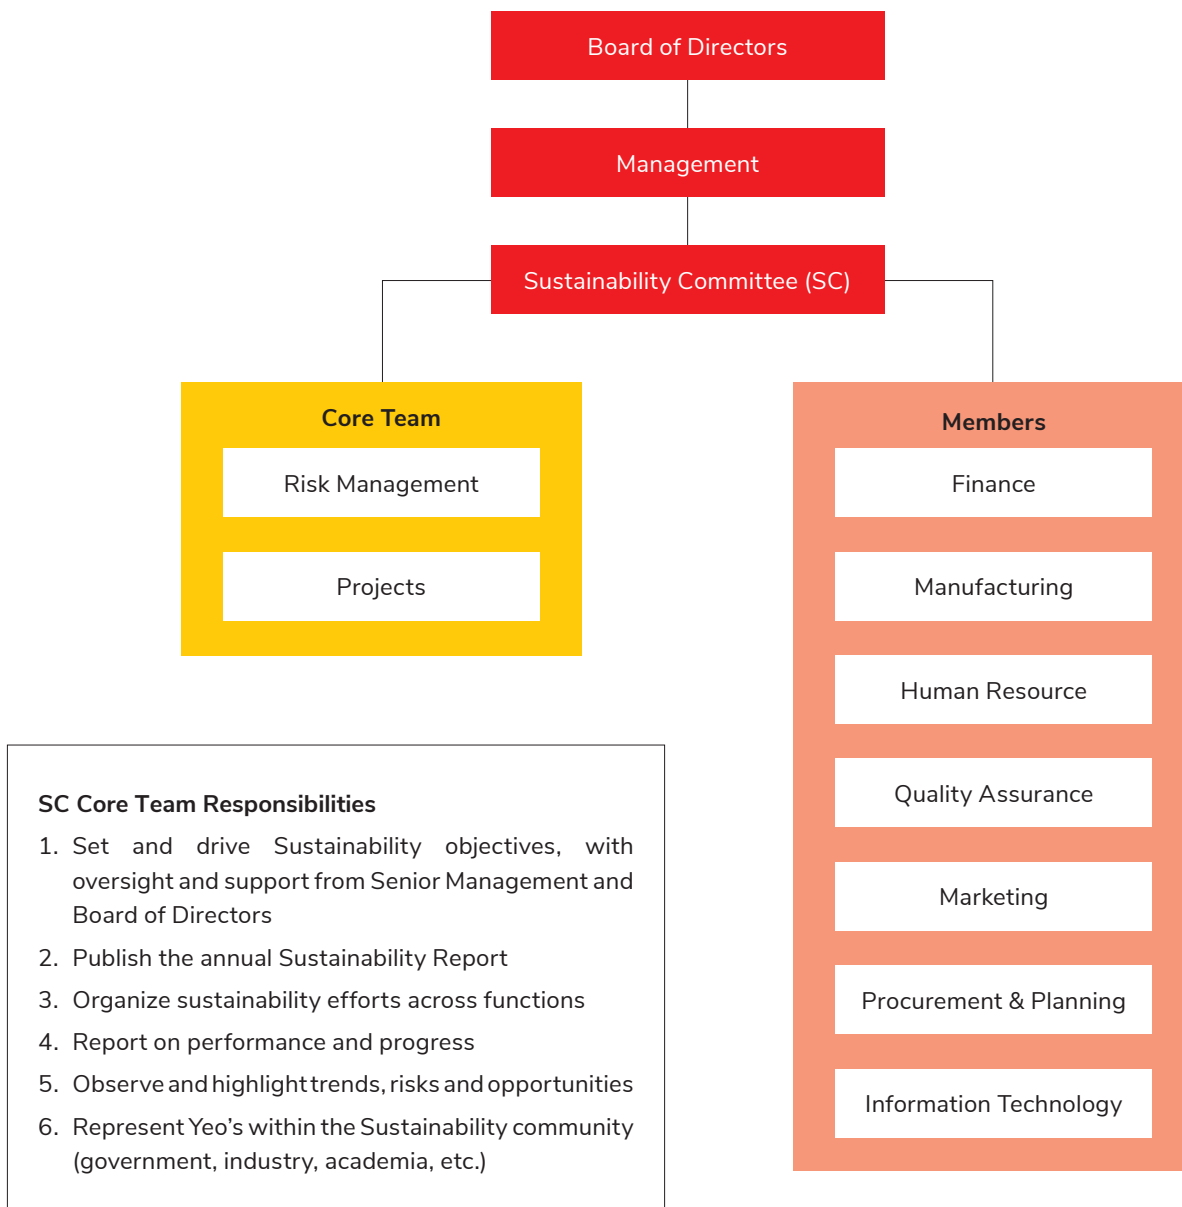 Board of Directors
Management
Sustainability Committee (SC)
Core Team
Risk Management
Projects
Members
Finance
Manufacturing
Human Resource
Quality Assurance
Marketing
Procurement & Planning
Information Technology
SC Core Team Responsibilities
1. Set and drive Sustainability objectives, with
oversight and support from Senior Management and
Board of Directors
2. Publish the annual Sustainability Report
3. Organize sustainability efforts across functions
4. Report on performance and progress
5. Observe and highlight trends, risks and opportunities
6. Represent Yeo’s within the Sustainability community
(government, industry, academia, etc.)